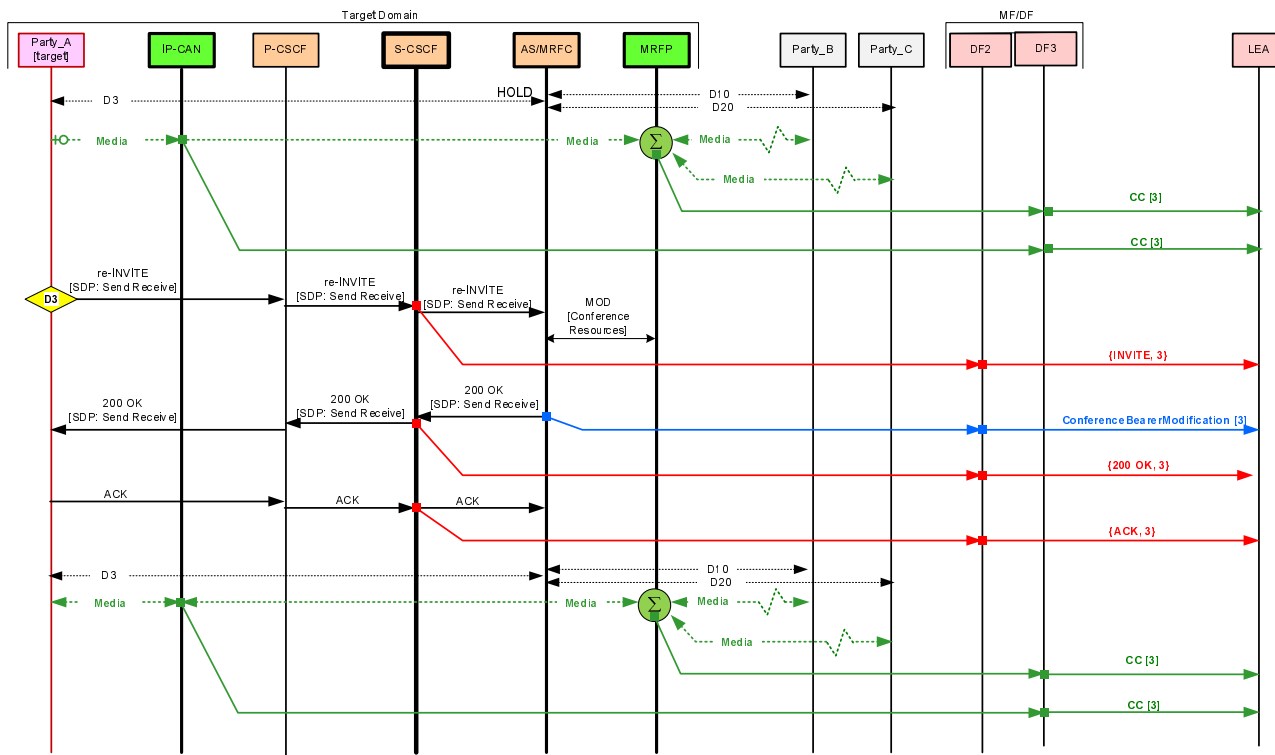 Target Domain
MF/DF
Party_A
[target]
IP-CAN
P-CSCF
S-CSCF
AS/MRFC
MRFP
Party_B
Party_C
DF2
DF3
LEA
D3
HOLD
D10
D20
Media
Media
Σ
Media
Media
CC [3]
CC [3]
D3
re-INVITE
[SDP: Send Receive]
re-INVITE
[SDP: Send Receive]
re-INVITE
[SDP: Send Receive]
MOD
[Conference
Resources]
{INVITE, 3}
200 OK
[SDP: Send Receive]
200 OK
[SDP: Send Receive]
200 OK
[SDP: Send Receive]
ConferenceBearerModification [3]
{200 OK, 3}
ACK
ACK
ACK
{ACK, 3}
D3
D10
D20
Media
Media
Σ
Media
Media
CC [3]
CC [3]